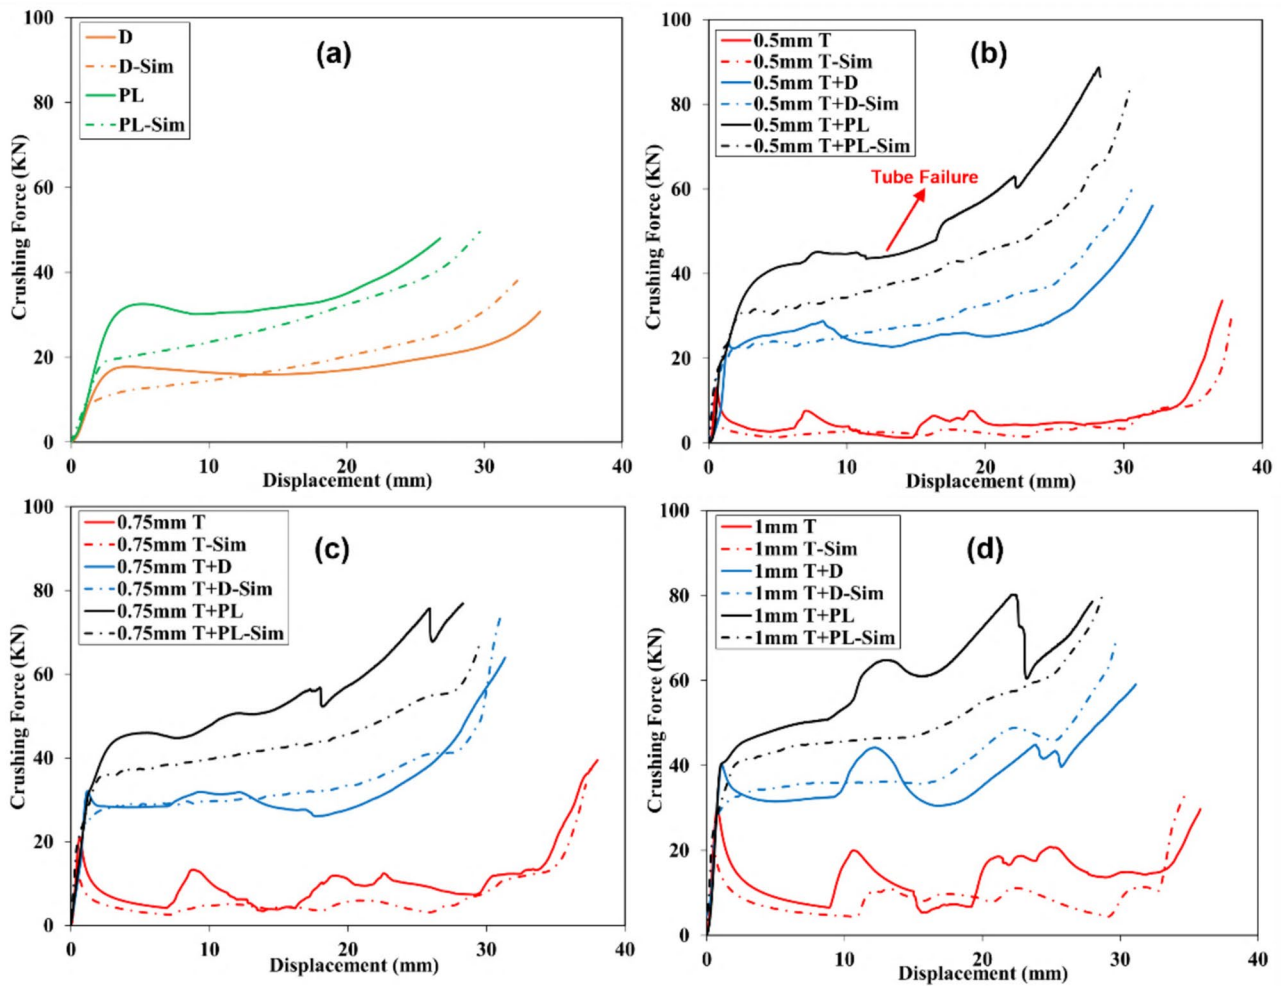 (a)
D
D-Sim
PL
PL-Sim
Crushing Force (KN)
100
80
60
40
20
0
0 10 20 30 40
Displacement (mm)
(b)
0.5mm T
0.5mm T-Sim
0.5mm T+D
0.5mm T+D-Sim
0.5mm T+PL
0.5mm T+PL-Sim
Tube Failure
Crushing Force (KN)
100
80
60
40
20
0
0 10 20 30 40
Displacement (mm)
(c)
0.75mm T
0.75mm T-Sim
0.75mm T+D
0.75mm T+D-Sim
0.75mm T+PL
0.75mm T+PL-Sim
Crushing Force (KN)
100
80
60
40
20
0
0 10 20 30 40
Displacement (mm)
(d)
1mm T
1mm T-Sim
1mm T+D
1mm T+D-Sim
1mm T+PL
1mm T+PL-Sim
Crushing Force (KN)
100
80
60
40
20
0
0 10 20 30 40
Displacement (mm)